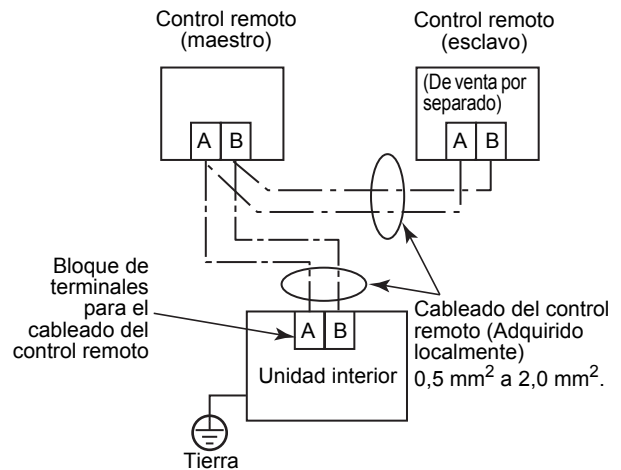 Control remoto
(maestro)
Control remoto
(esclavo)
(De venta por
separado)
A B
A B
Bloque de
terminales
para el
cableado del
control remoto
A B
Unidad interior
Cableado del control
remoto (Adquirido
localmente)
0,5 mm² a 2,0 mm².
Tierra